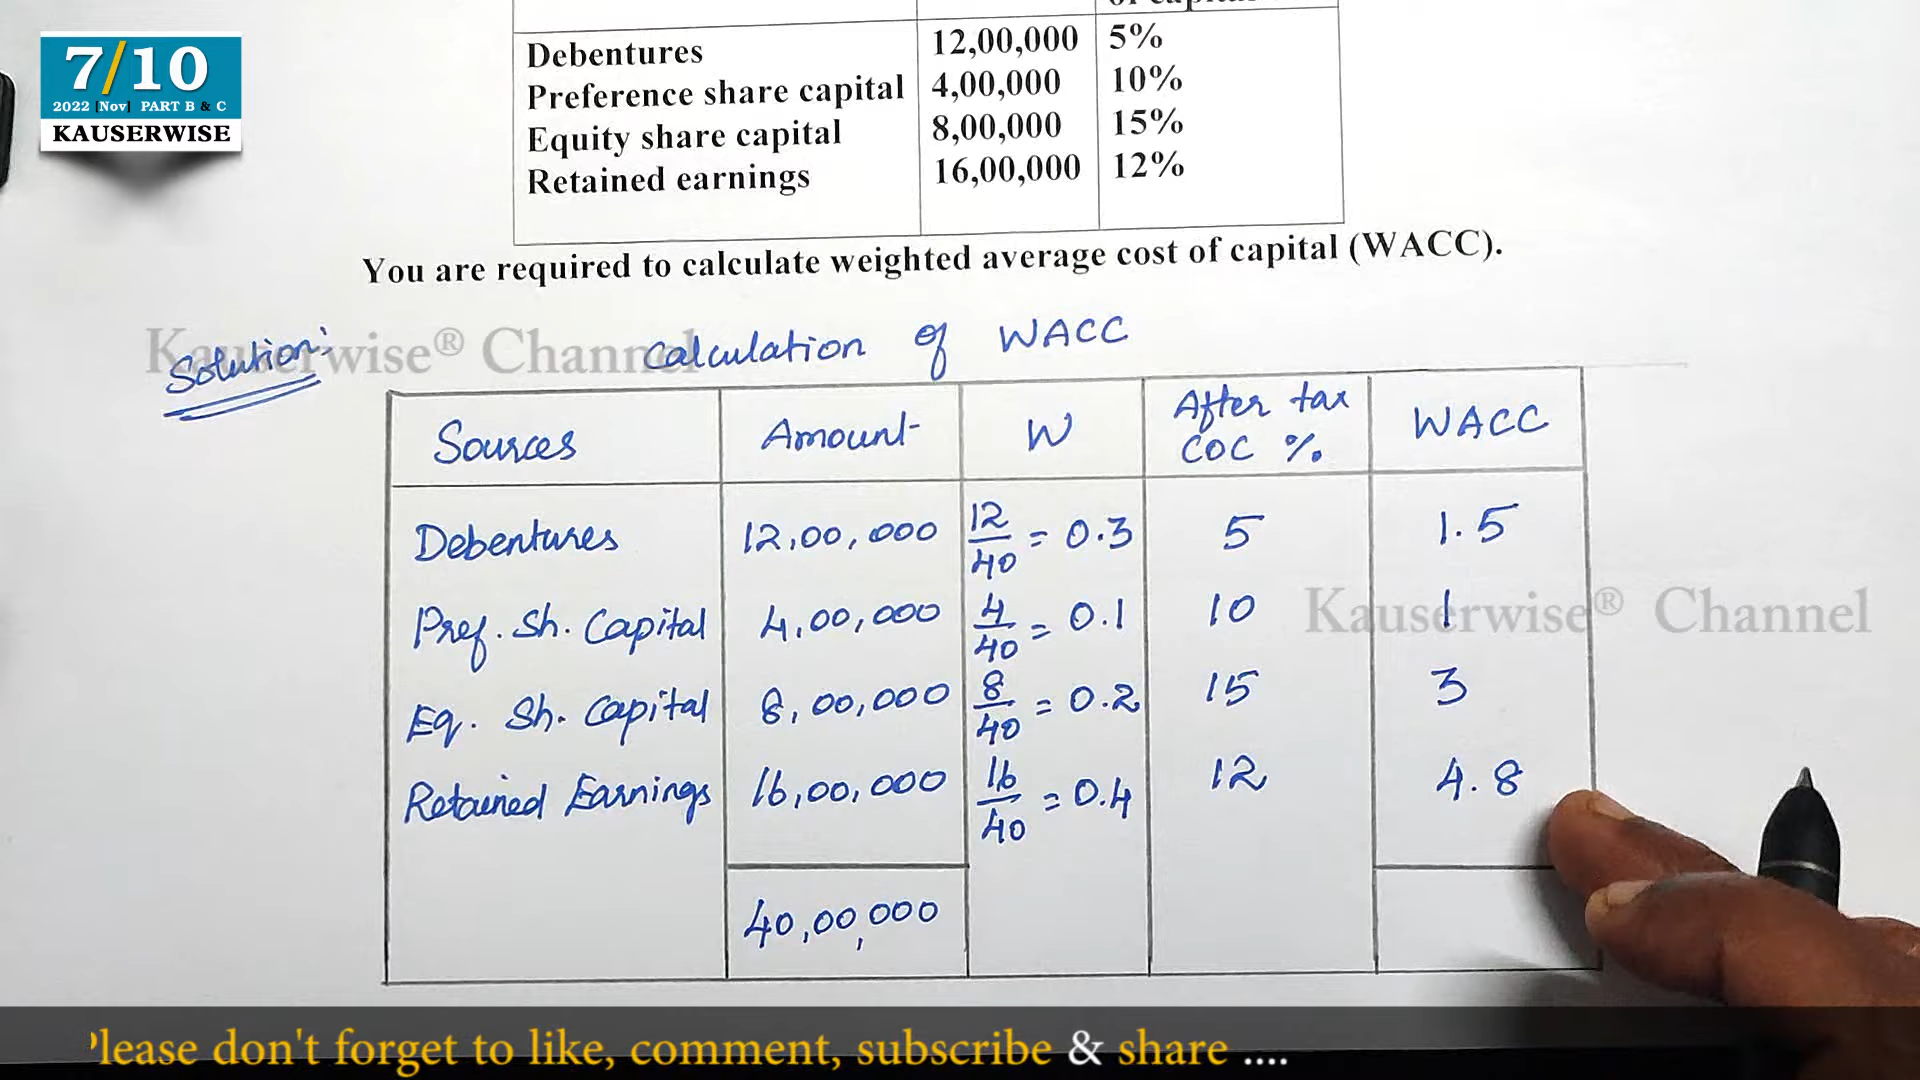 7/10
2022 [Nov] PART B & C
KAUSERWISE
Debentures 12,00,000 5%
Preference share capital 4,00,000 10%
Equity share capital 8,00,000 15%
Retained earnings 16,00,000 12%
You are required to calculate weighted average cost of capital (WACC).
Kauserwise® Channel
Solution:
Calculation of WACC
Sources Amount W After tax COC % WACC
Debentures 12,00,000 12/40 = 0.3 5 1.5
Pref. Sh. Capital 4,00,000 4/40 = 0.1 10 1
Kauserwise® Channel
Eq. Sh. Capital 8,00,000 8/40 = 0.2 15 3
Retained Earnings 16,00,000 16/40 = 0.4 12 4.8
40,00,000
Please don't forget to like, comment, subscribe & share ....